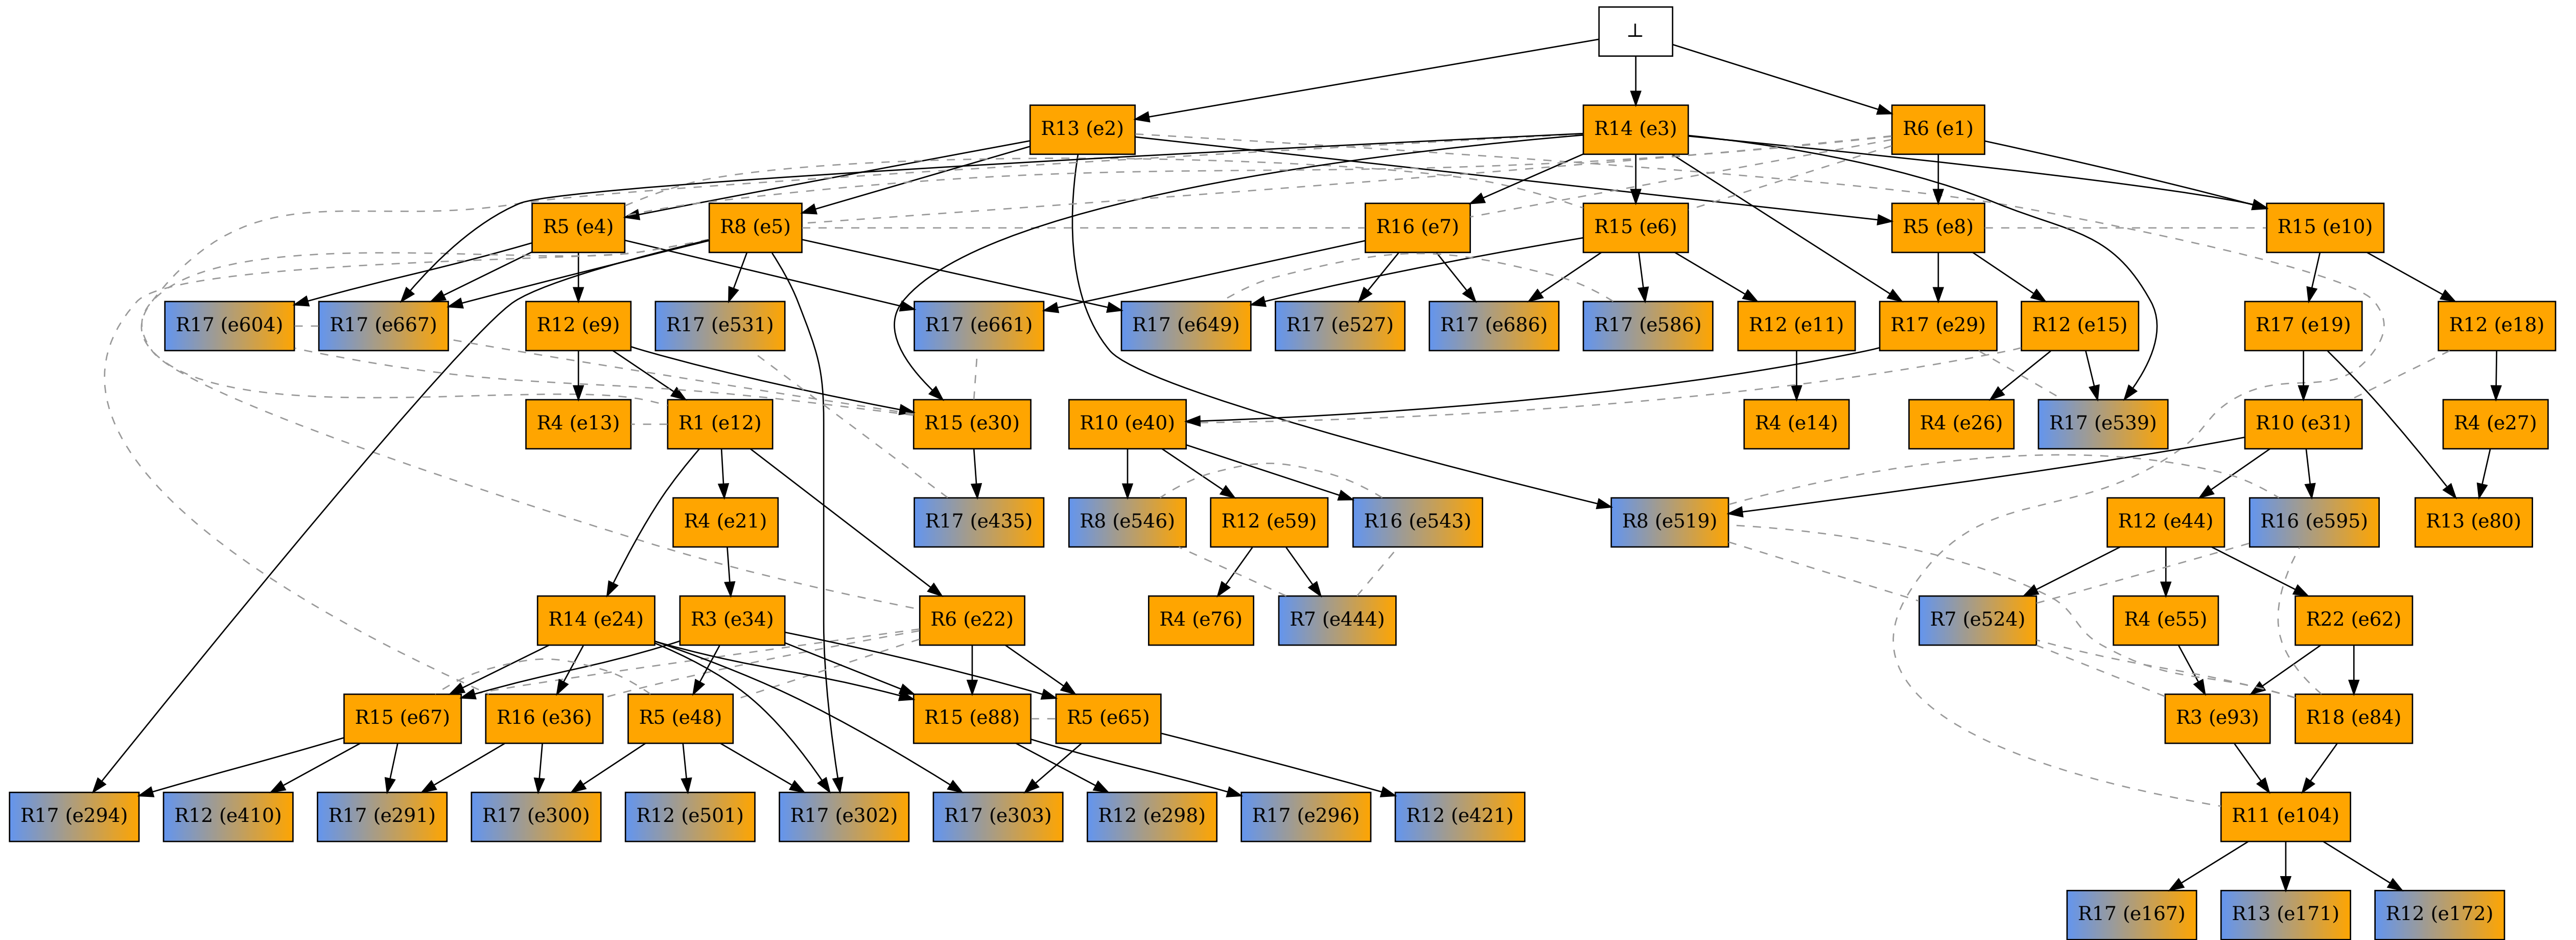 ⊥
R13 (e2)
R14 (e3)
R6 (e1)
R5 (e4)
R8 (e5)
R16 (e7)
R15 (e6)
R5 (e8)
R15 (e10)
R17 (e604)
R17 (e667)
R12 (e9)
R17 (e531)
R17 (e661)
R17 (e649)
R17 (e527)
R17 (e686)
R17 (e586)
R12 (e11)
R17 (e29)
R12 (e15)
R17 (e19)
R12 (e18)
R4 (e13)
R1 (e12)
R15 (e30)
R10 (e40)
R4 (e14)
R4 (e26)
R17 (e539)
R10 (e31)
R4 (e27)
R4 (e21)
R17 (e435)
R8 (e546)
R12 (e59)
R16 (e543)
R8 (e519)
R12 (e44)
R16 (e595)
R13 (e80)
R14 (e24)
R3 (e34)
R6 (e22)
R4 (e76)
R7 (e444)
R7 (e524)
R4 (e55)
R22 (e62)
R15 (e67)
R16 (e36)
R5 (e48)
R15 (e88)
R5 (e65)
R3 (e93)
R18 (e84)
R17 (e294)
R12 (e410)
R17 (e291)
R17 (e300)
R12 (e501)
R17 (e302)
R17 (e303)
R12 (e298)
R17 (e296)
R12 (e421)
R11 (e104)
R17 (e167)
R13 (e171)
R12 (e172)